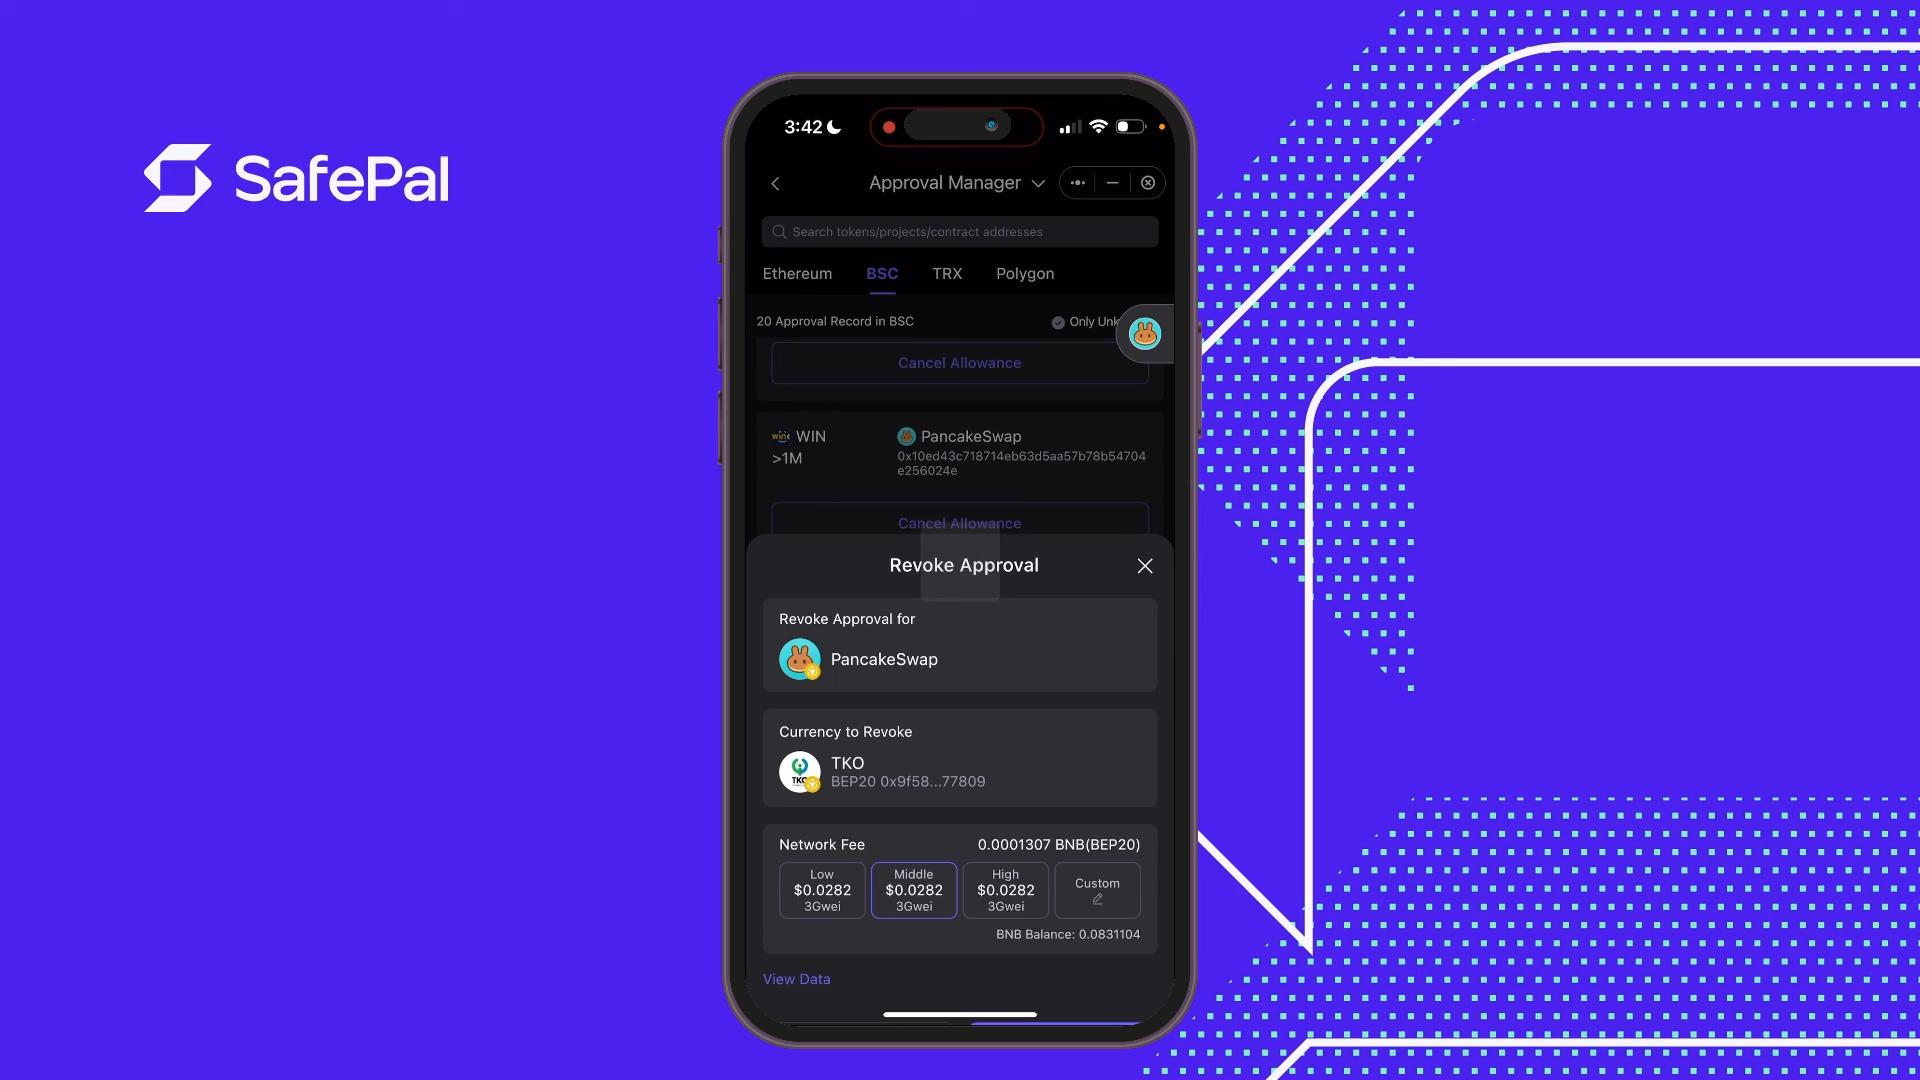 SafePal
3:42
Approval Manager
Search tokens/projects/contract addresses
Ethereum BSC TRX Polygon
20 Approval Record in BSC Only Unk
Cancel Allowance
WIN PancakeSwap
>1M 0x10ed43c718714eb63d5aa57b78b54704
e256024e
Cancel Allowance
Revoke Approval
Revoke Approval for
PancakeSwap
Currency to Revoke
TKO
BEP20 0x9f58...77809
Network Fee 0.0001307 BNB(BEP20)
Low Middle High Custom
$0.0282 $0.0282 $0.0282
3Gwei 3Gwei 3Gwei
BNB Balance: 0.0831104
View Data